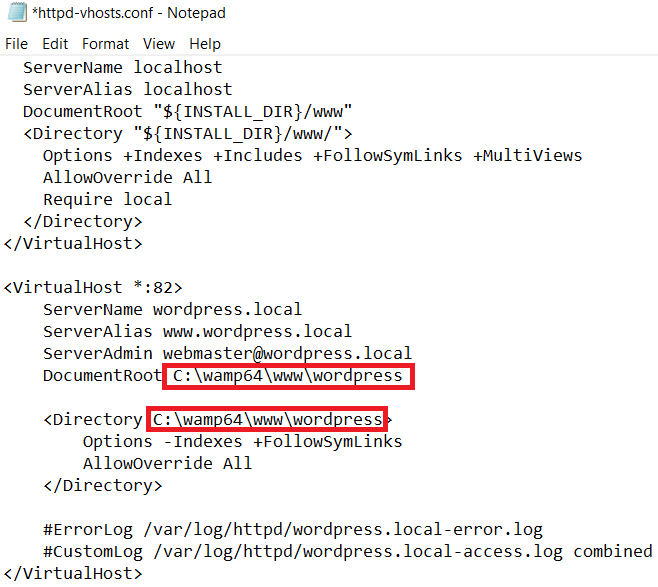 *httpd-vhosts.conf - Notepad
File Edit Format View Help
ServerName localhost
ServerAlias localhost
DocumentRoot "${INSTALL_DIR}/www"
<Directory "${INSTALL_DIR}/www/">
Options +Indexes +Includes +FollowSymLinks +MultiViews
AllowOverride All
Require local
</Directory>
</VirtualHost>
<VirtualHost *:82>
ServerName wordpress.local
ServerAlias www.wordpress.local
ServerAdmin webmaster@wordpress.local
DocumentRoot C:\wamp64\www\wordpress
<Directory C:\wamp64\www\wordpress>
Options -Indexes +FollowSymLinks
AllowOverride All
</Directory>
#ErrorLog /var/log/httpd/wordpress.local-error.log
#CustomLog /var/log/httpd/wordpress.local-access.log combined
</VirtualHost>